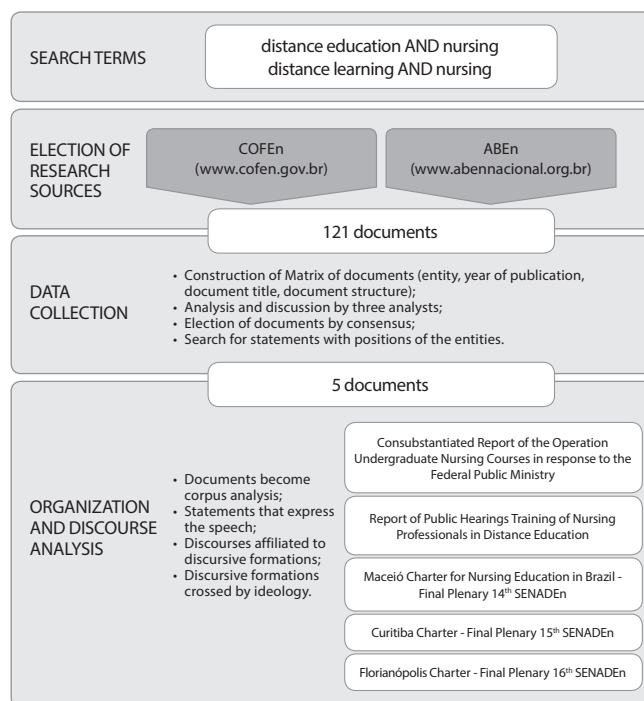 SEARCH TERMS
distance education AND nursing
distance learning AND nursing
ELECTION OF
RESEARCH
SOURCES
COFEn
(www.cofen.gov.br)
ABEn
(www.abennacional.org.br)
121 documents
DATA
COLLECTION
• Construction of Matrix of documents (entity, year of publication,
document title, document structure);
• Analysis and discussion by three analysts;
• Election of documents by consensus;
• Search for statements with positions of the entities.
5 documents
ORGANIZATION
AND DISCOURSE
ANALYSIS
• Documents become
corpus analysis;
• Statements that express
the speech;
• Discourses affiliated to
discursive formations;
• Discursive formations
crossed by ideology.
Consubstantiated Report of the Operation
Undergraduate Nursing Courses in response to the
Federal Public Ministry
Report of Public Hearings Training of Nursing
Professionals in Distance Education
Maceió Charter for Nursing Education in Brazil -
Final Plenary 14th SENADEn
Curitiba Charter - Final Plenary 15th SENADEn
Florianópolis Charter - Final Plenary 16th SENADEn